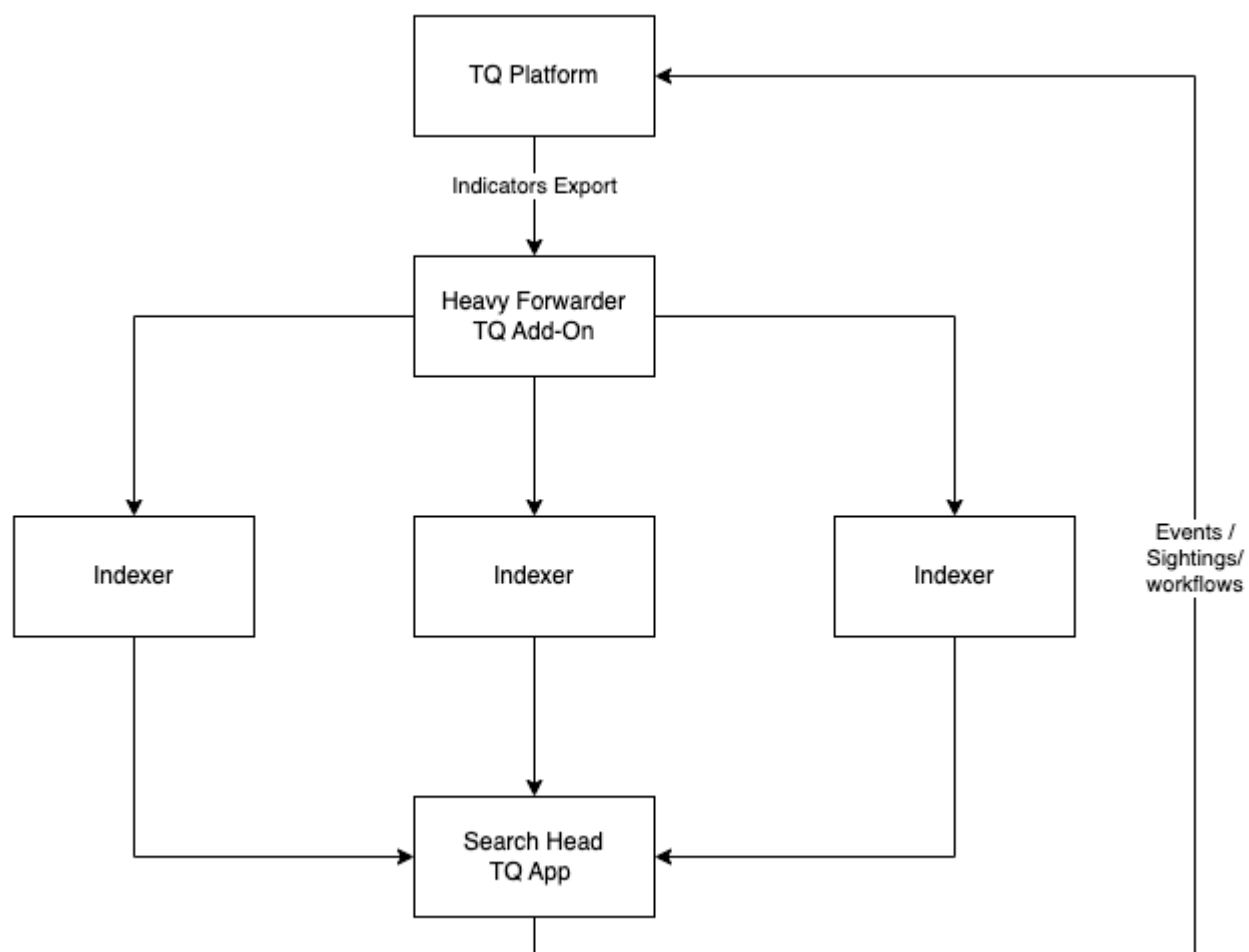 TQ Platform
Indicators Export
Heavy Forwarder
TQ Add-On
Indexer
Indexer
Indexer
Events /
Sightings/
workflows
Search Head
TQ App